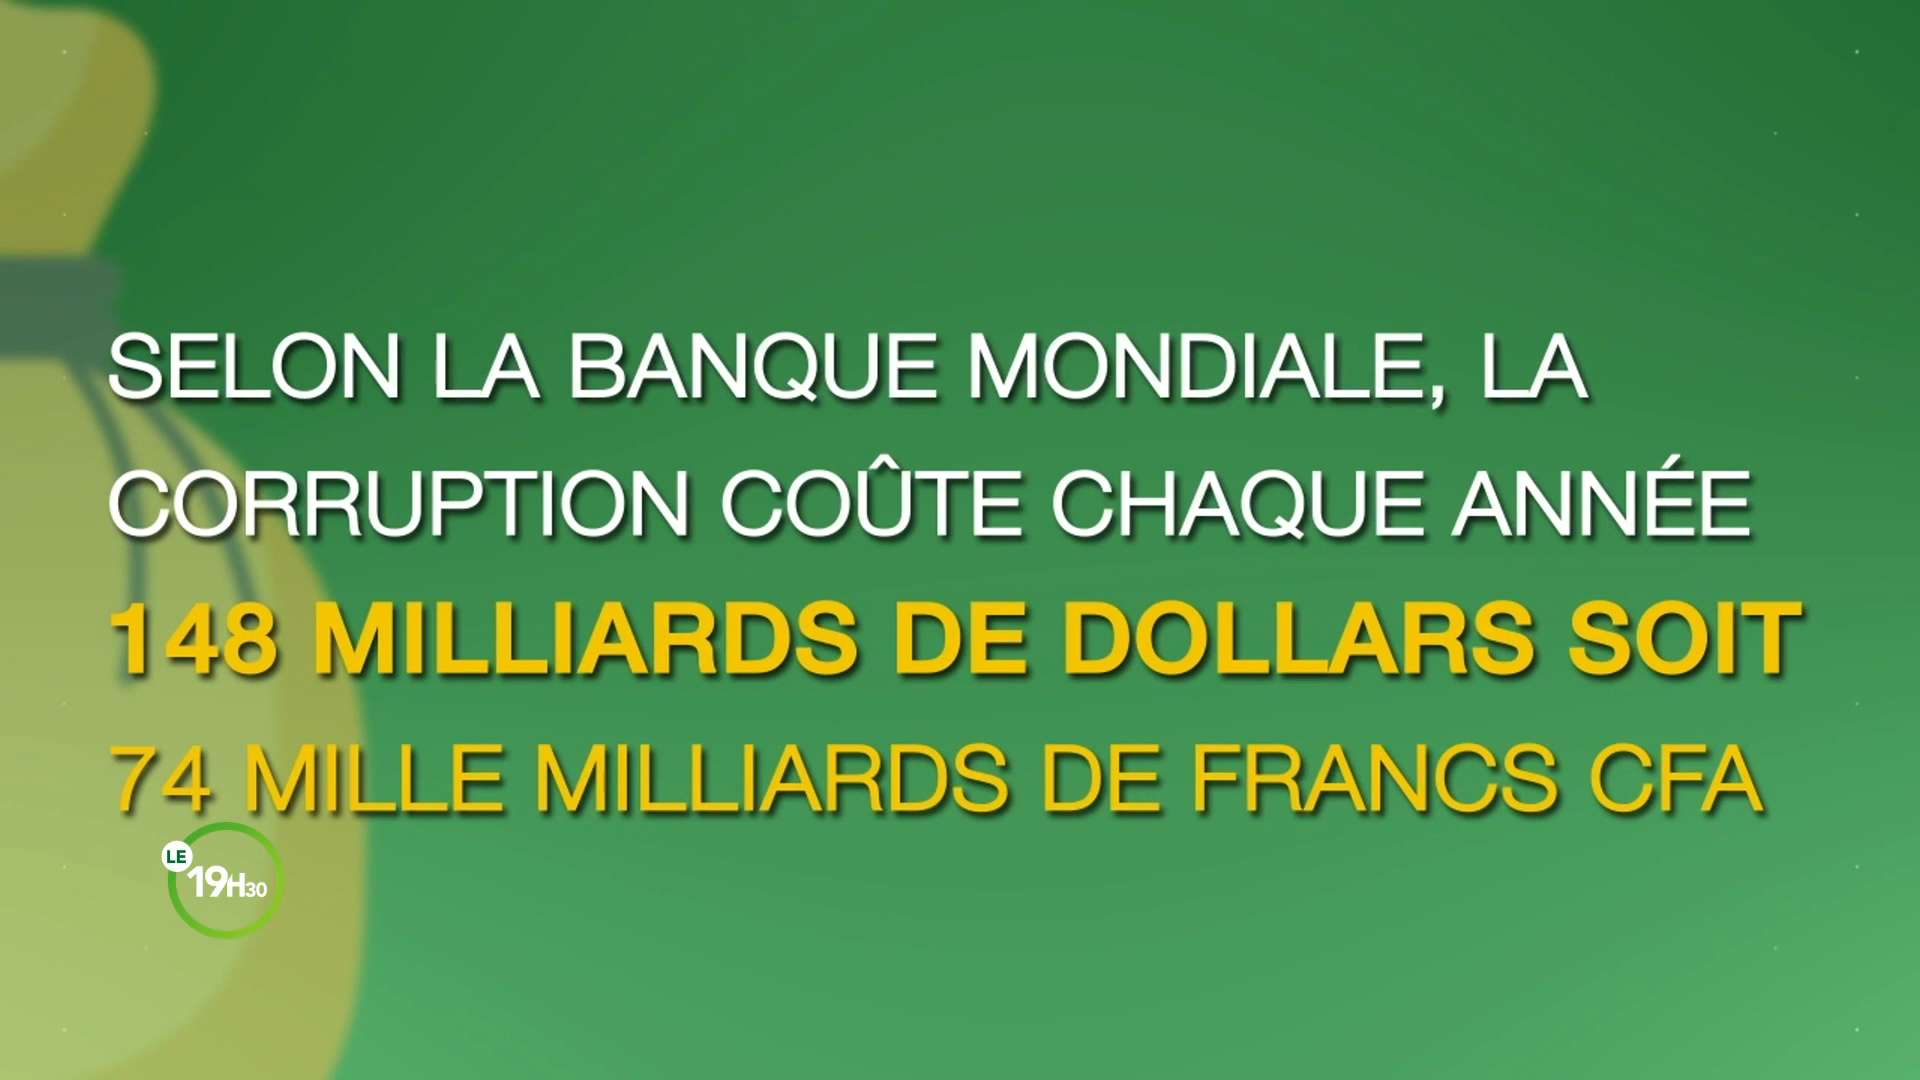 SELON LA BANQUE MONDIALE, LA
CORRUPTION COÛTE CHAQUE ANNÉE
148 MILLIARDS DE DOLLARS SOIT
74 MILLE MILLIARDS DE FRANCS CFA
LE
19H30